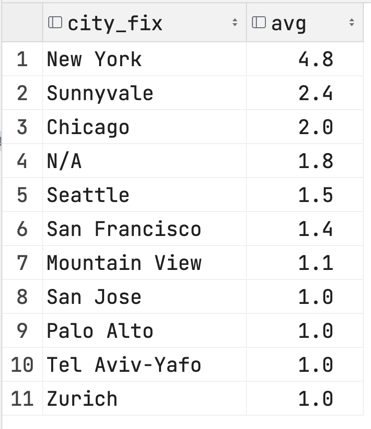 city_fix avg
1 New York 4.8
2 Sunnyvale 2.4
3 Chicago 2.0
4 N/A 1.8
5 Seattle 1.5
6 San Francisco 1.4
7 Mountain View 1.1
8 San Jose 1.0
9 Palo Alto 1.0
10 Tel Aviv-Yafo 1.0
11 Zurich 1.0